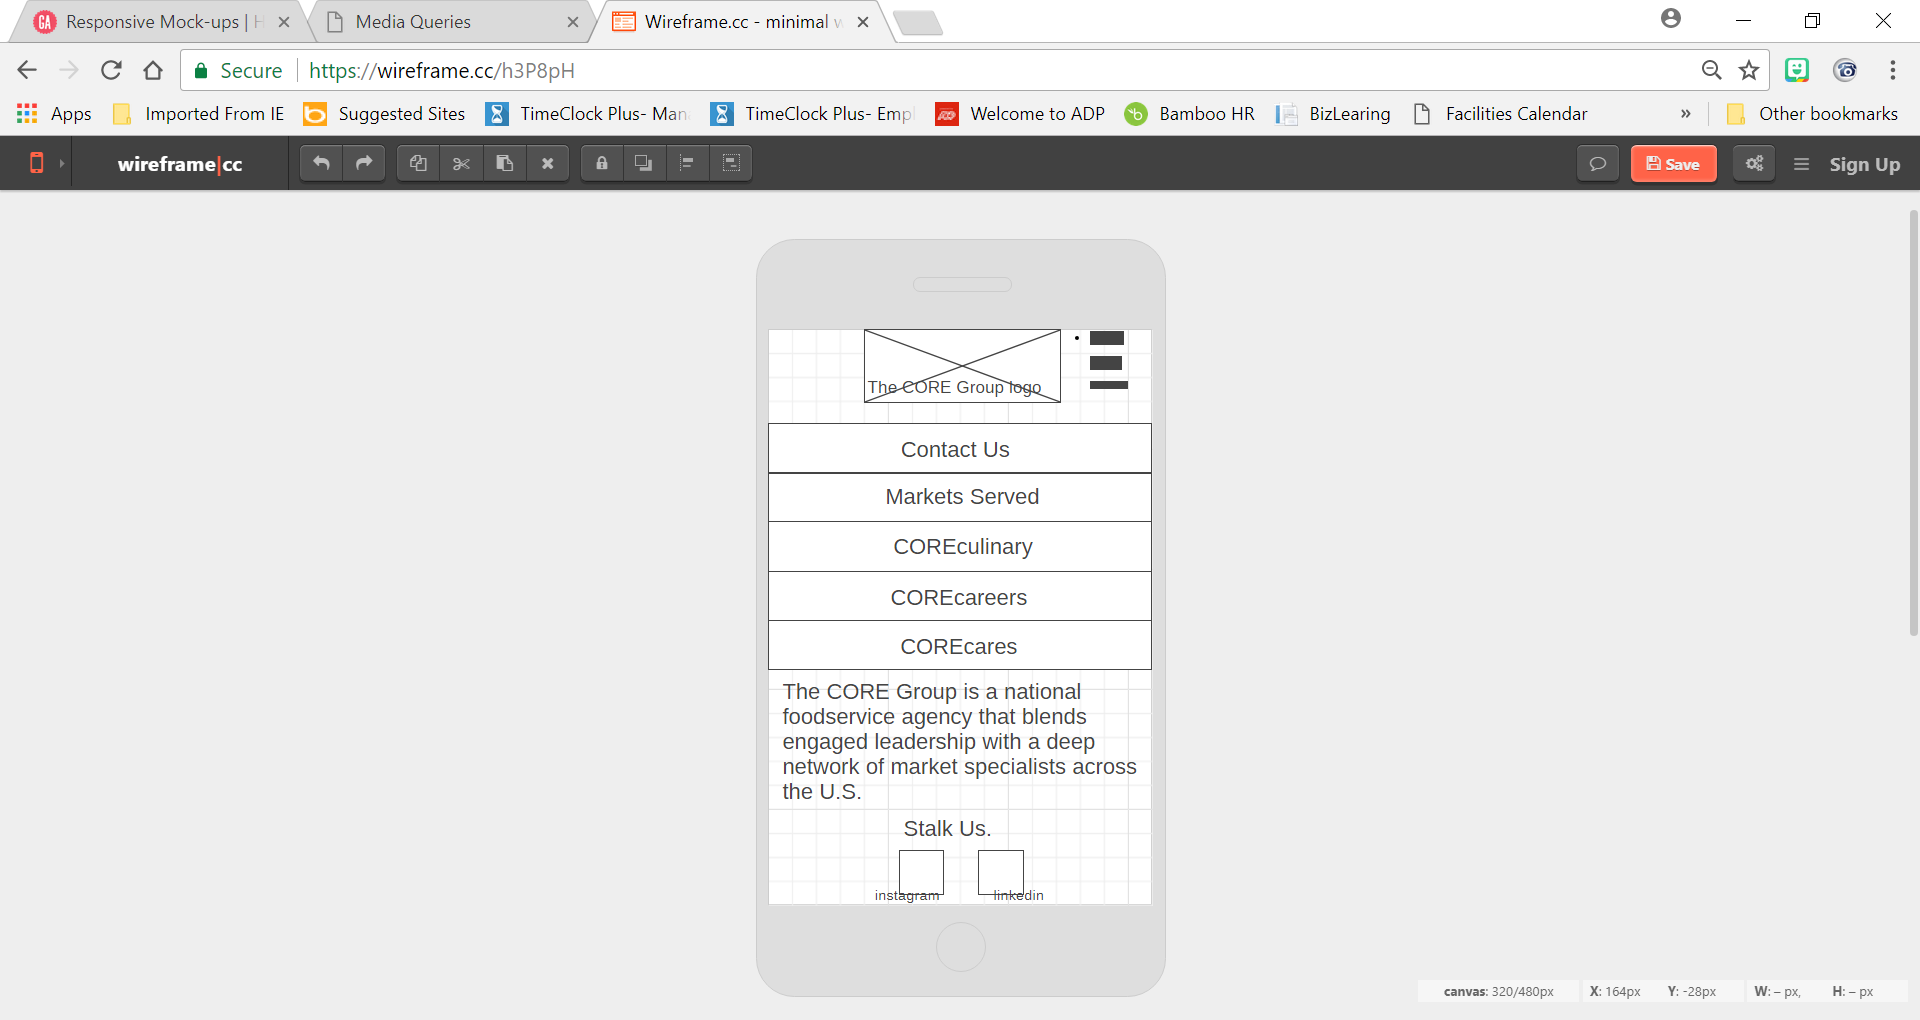 Responsive Mock-ups | H
Media Queries
Wireframe.cc - minimal w
Secure
https://wireframe.cc/h3P8pH
Apps
Imported From IE
Suggested Sites
TimeClock Plus- Man
TimeClock Plus- Empl
Welcome to ADP
Bamboo HR
BizLearing
Facilities Calendar
»
Other bookmarks
wireframe|cc
Save
Sign Up
The CORE Group logo
Contact Us
Markets Served
COREculinary
COREcareers
COREcares
The CORE Group is a national
foodservice agency that blends
engaged leadership with a deep
network of market specialists across
the U.S.
Stalk Us.
instagram
linkedin
canvas: 320/480px
X: 164px
Y: -28px
W: – px,
H: – px